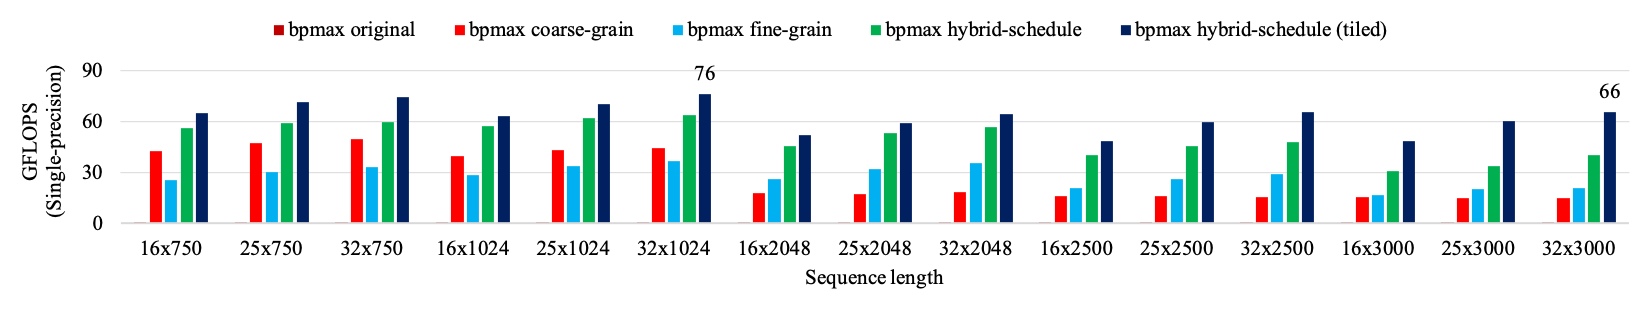 bpmax original bpmax coarse-grain bpmax fine-grain bpmax hybrid-schedule bpmax hybrid-schedule (tiled)
GFLOPS
(Single-precision)
90
60
30
0
76
66
16x750 25x750 32x750 16x1024 25x1024 32x1024 16x2048 25x2048 32x2048 16x2500 25x2500 32x2500 16x3000 25x3000 32x3000
Sequence length